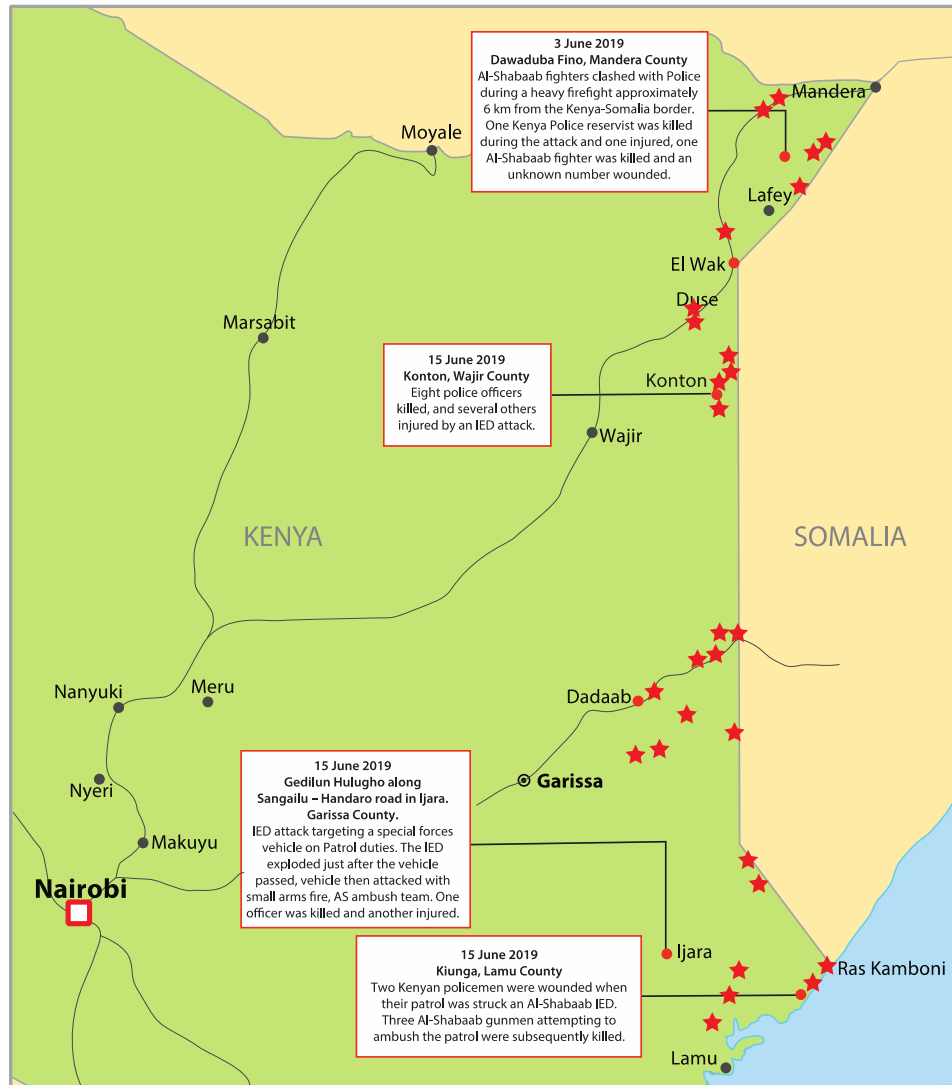 3 June 2019
Dawaduba Fino, Mandera County
Al-Shabaab fighters clashed with Police
during a heavy firefight approximately
6 km from the Kenya-Somalia border.
One Kenya Police reservist was killed
during the attack and one injured, one
Al-Shabaab fighter was killed and an
unknown number wounded.
Mandera
Moyale
Lafey
El Wak
Duse
Marsabit
15 June 2019
Konton, Wajir County
Eight police officers
killed, and several others
injured by an IED attack.
Konton
Wajir
KENYA
SOMALIA
Nanyuki
Meru
Dadaab
Nyeri
Garissa
15 June 2019
Gedilun Hulugho along
Sangailu – Handaro road in Ijara.
Garissa County.
IED attack targeting a special forces
vehicle on Patrol duties. The IED
exploded just after the vehicle
passed, vehicle then attacked with
small arms fire, AS ambush team. One
officer was killed and another injured.
Makuyu
Nairobi
Ijara
Ras Kamboni
15 June 2019
Kiunga, Lamu County
Two Kenyan policemen were wounded when
their patrol was struck an Al-Shabaab IED.
Three Al-Shabaab gunmen attempting to
ambush the patrol were subsequently killed.
Lamu